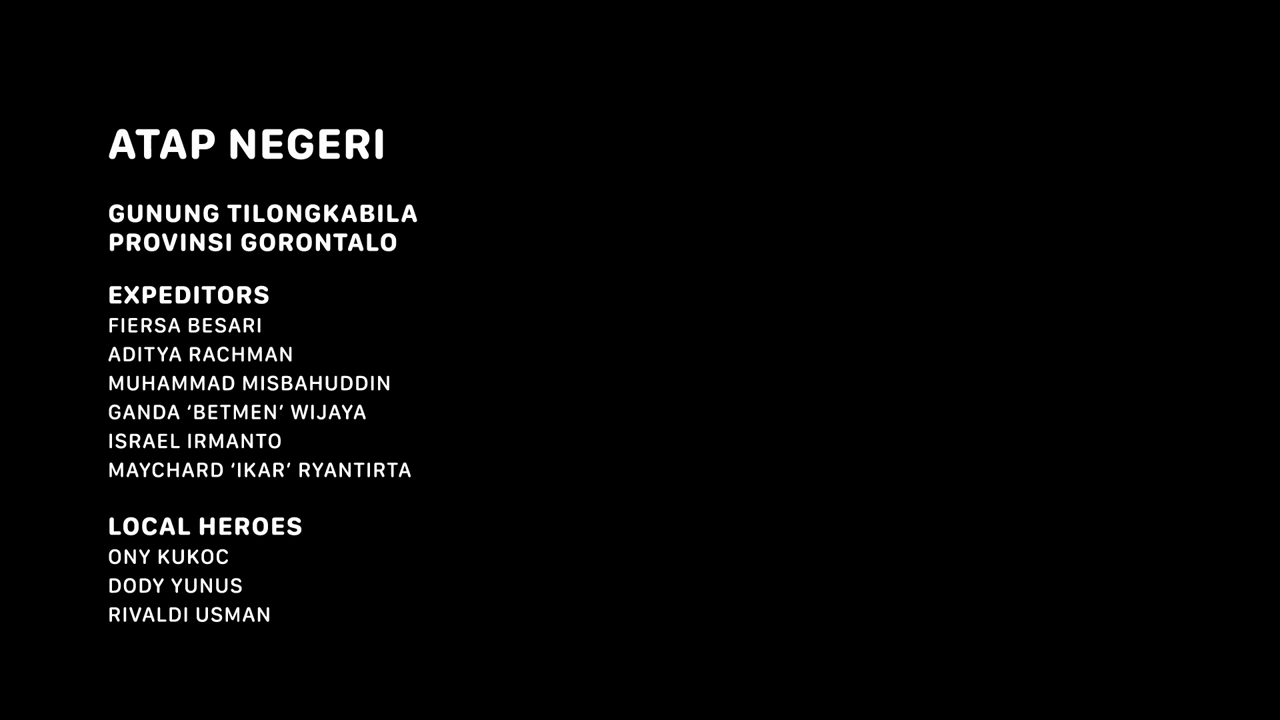 ATAP NEGERI
GUNUNG TILONGKABILA
PROVINSI GORONTALO
EXPEDITORS
FIERSA BESARI
ADITYA RACHMAN
MUHAMMAD MISBAHUDDIN
GANDA ‘BETMEN’ WIJAYA
ISRAEL IRMANTO
MAYCHARD ‘IKAR’ RYANTIRTA
LOCAL HEROES
ONY KUKOC
DODY YUNUS
RIVALDI USMAN